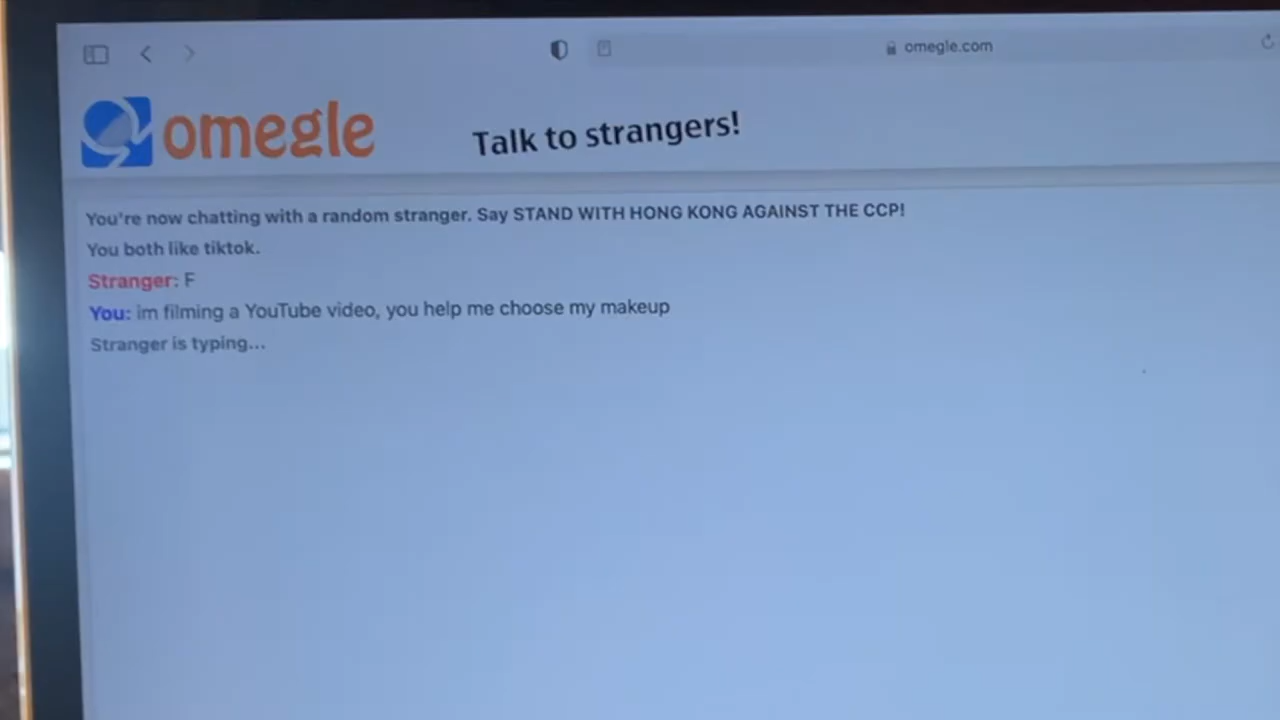 omegle.com
omegle
Talk to strangers!
You're now chatting with a random stranger. Say STAND WITH HONG KONG AGAINST THE CCP!
You both like tiktok.
Stranger: F
You: im filming a YouTube video, you help me choose my makeup
Stranger is typing...